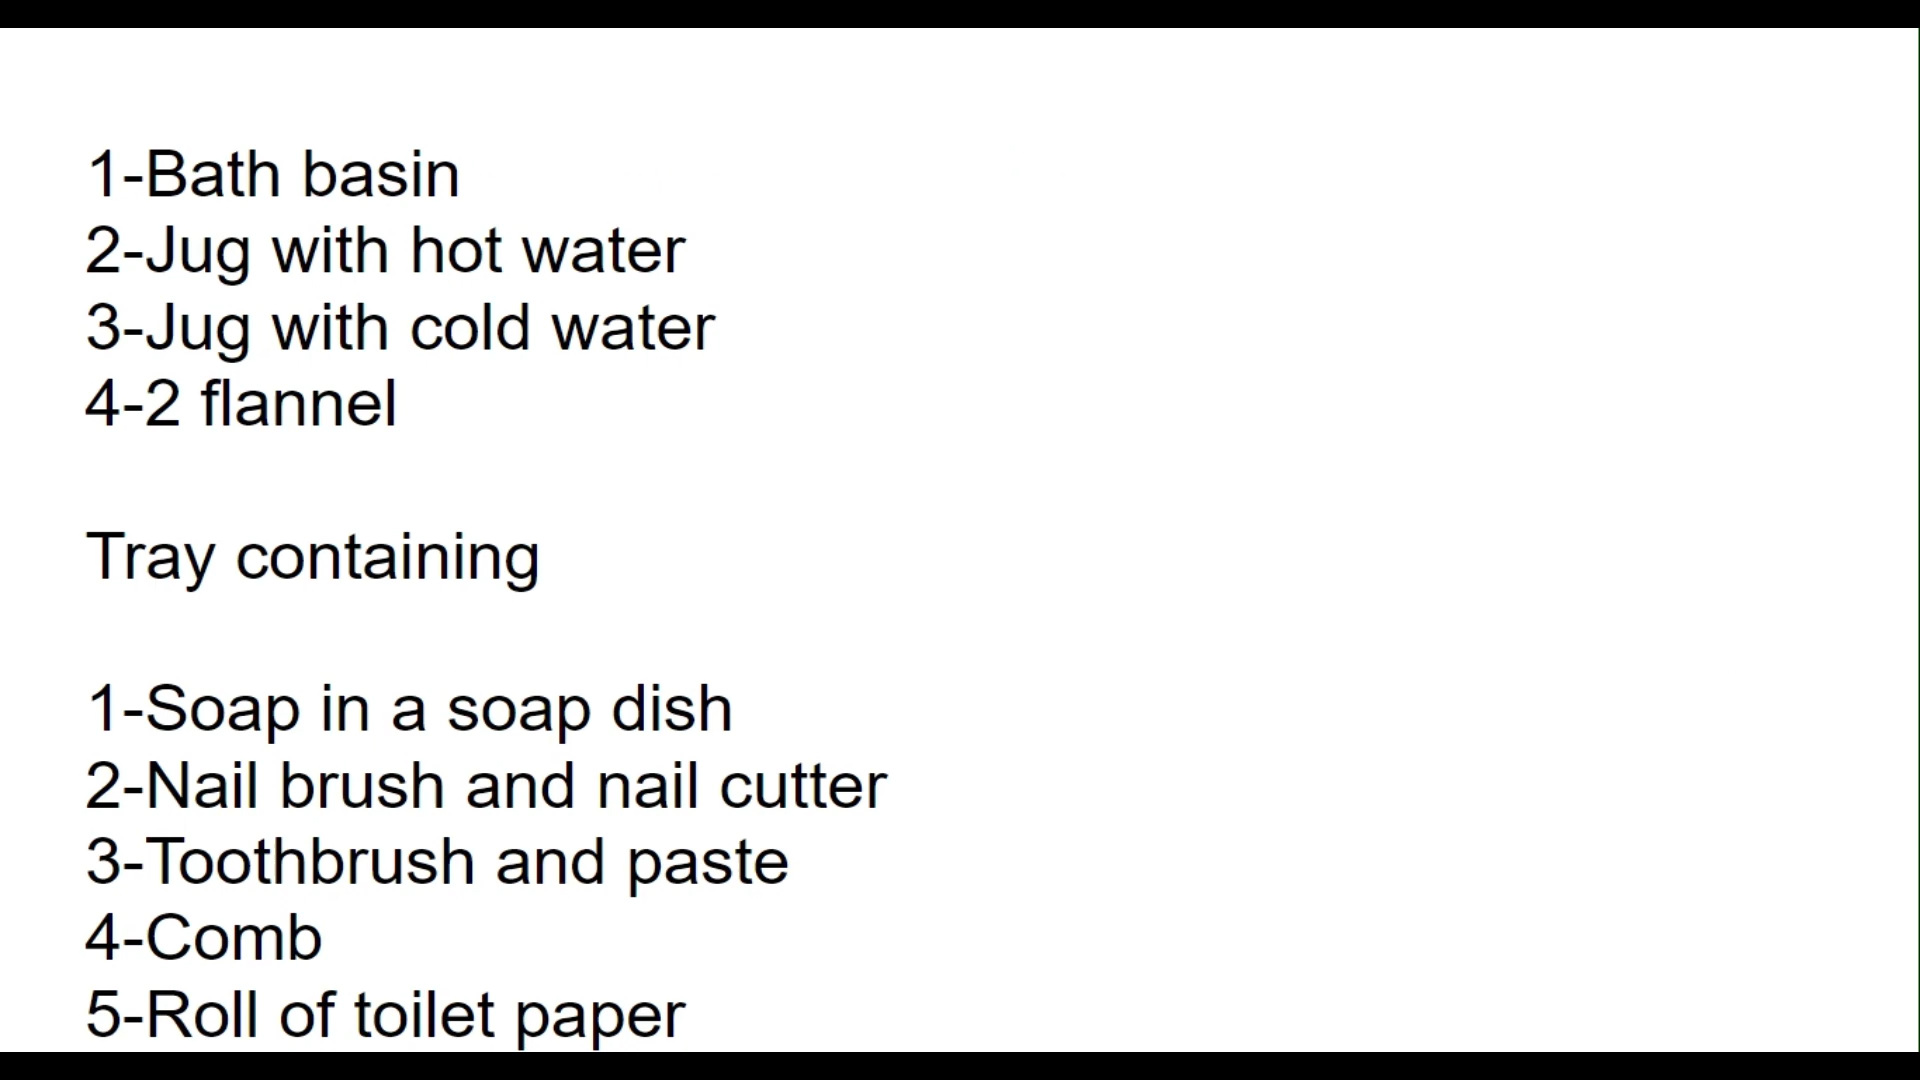 1-Bath basin
2-Jug with hot water
3-Jug with cold water
4-2 flannel
Tray containing
1-Soap in a soap dish
2-Nail brush and nail cutter
3-Toothbrush and paste
4-Comb
5-Roll of toilet paper